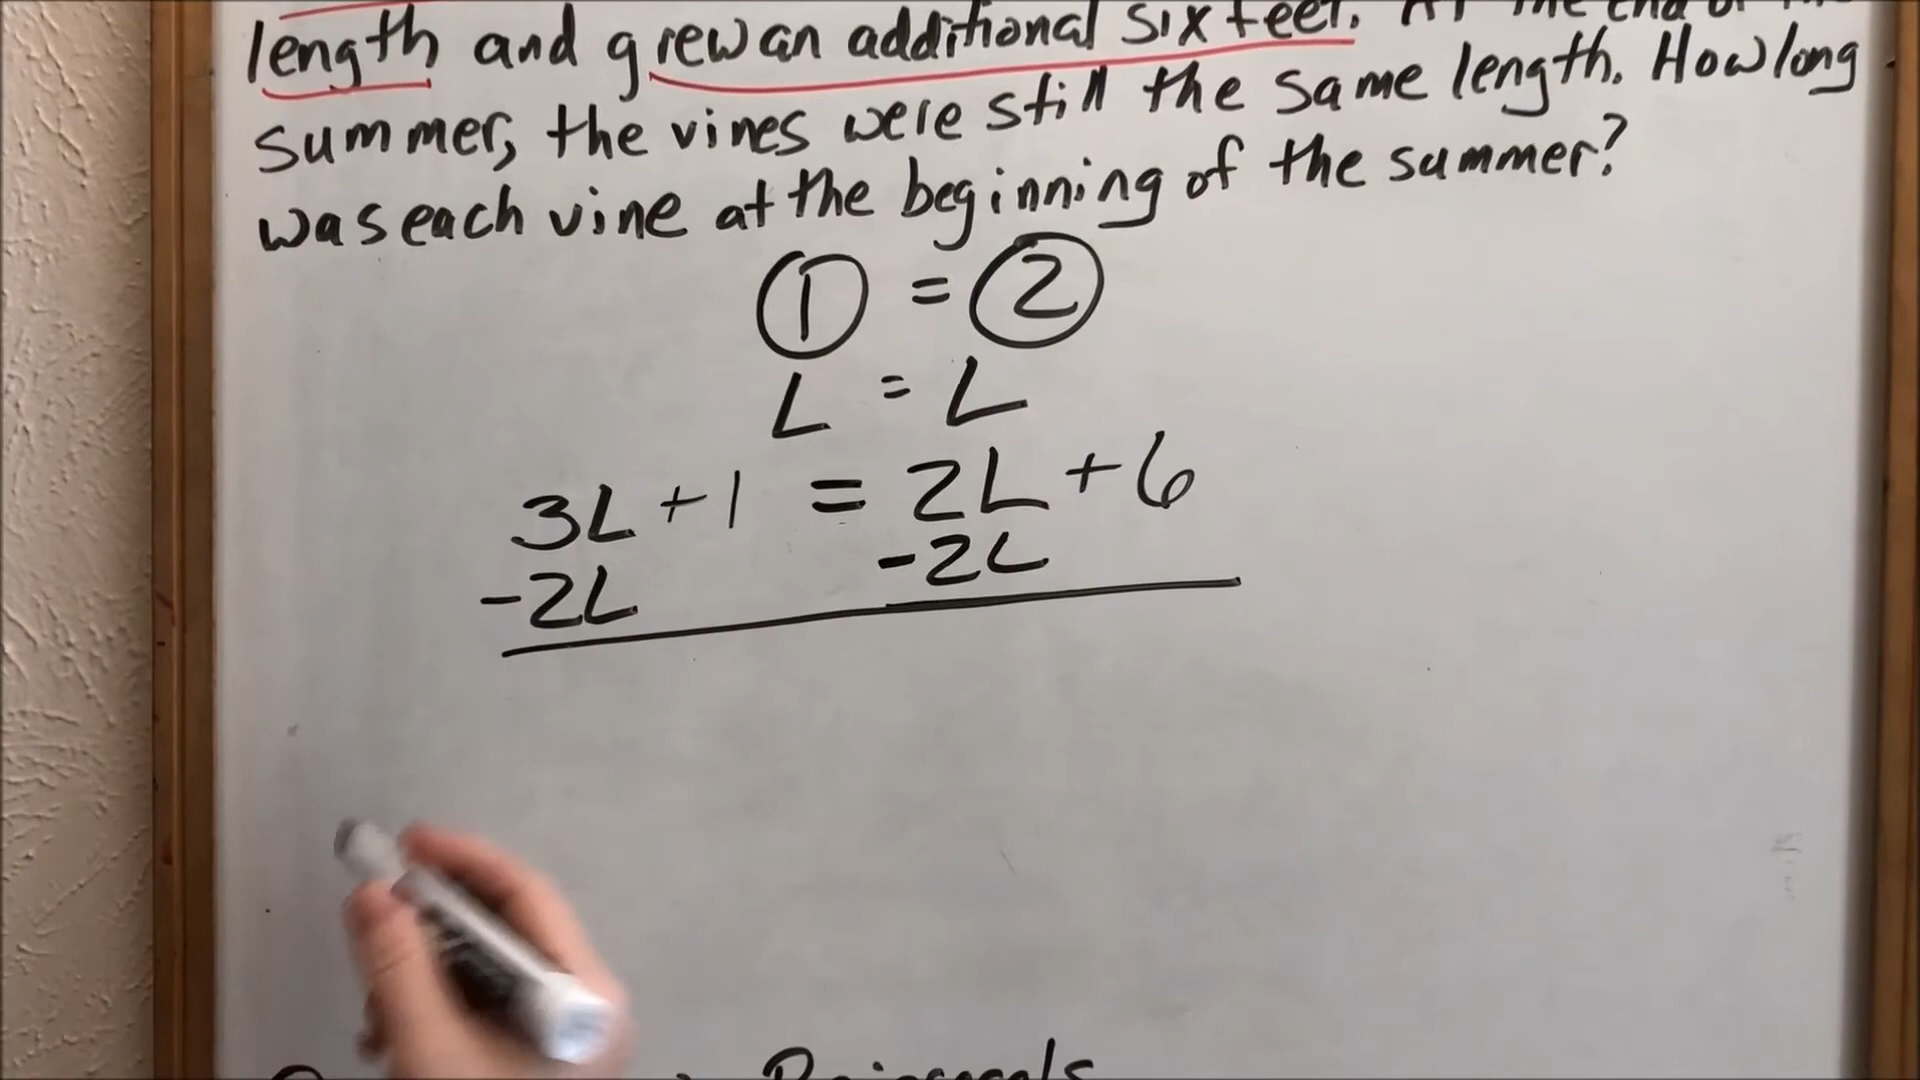 length and grew an additional six feet. At the end of the
summer, the vines were still the same length. How long
was each vine at the beginning of the summer?
1 = 2
L = L
3L + 1 = 2L + 6
-2L -2L